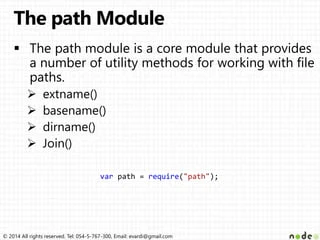 The path Module
▪ The path module is a core module that provides
a number of utility methods for working with file
paths.
➢ extname()
➢ basename()
➢ dirname()
➢ Join()
var path = require("path");
© 2014 All rights reserved. Tel: 054-5-767-300, Email: evardi@gmail.com
node